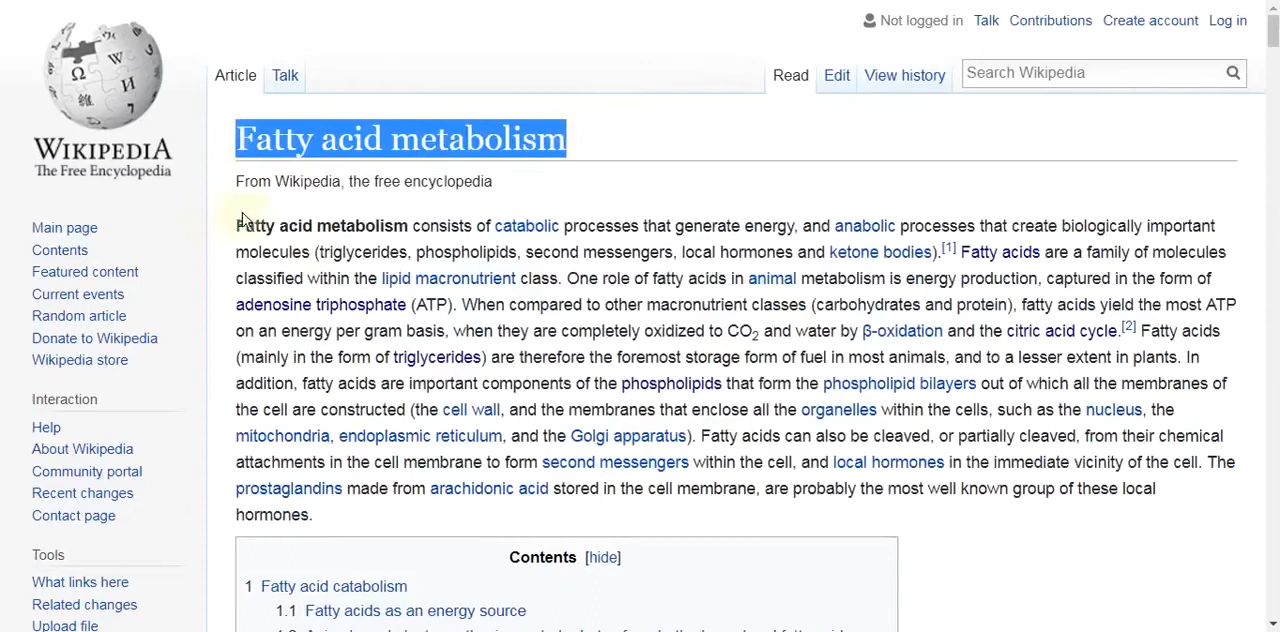 Not logged in Talk Contributions Create account Log in
Article Talk Read Edit View history Search Wikipedia
WIKIPEDIA
The Free Encyclopedia
Fatty acid metabolism
From Wikipedia, the free encyclopedia
Fatty acid metabolism consists of catabolic processes that generate energy, and anabolic processes that create biologically important
molecules (triglycerides, phospholipids, second messengers, local hormones and ketone bodies).[1] Fatty acids are a family of molecules
classified within the lipid macronutrient class. One role of fatty acids in animal metabolism is energy production, captured in the form of
adenosine triphosphate (ATP). When compared to other macronutrient classes (carbohydrates and protein), fatty acids yield the most ATP
on an energy per gram basis, when they are completely oxidized to CO2 and water by β-oxidation and the citric acid cycle.[2] Fatty acids
(mainly in the form of triglycerides) are therefore the foremost storage form of fuel in most animals, and to a lesser extent in plants. In
addition, fatty acids are important components of the phospholipids that form the phospholipid bilayers out of which all the membranes of
the cell are constructed (the cell wall, and the membranes that enclose all the organelles within the cells, such as the nucleus, the
mitochondria, endoplasmic reticulum, and the Golgi apparatus). Fatty acids can also be cleaved, or partially cleaved, from their chemical
attachments in the cell membrane to form second messengers within the cell, and local hormones in the immediate vicinity of the cell. The
prostaglandins made from arachidonic acid stored in the cell membrane, are probably the most well known group of these local
hormones.
Contents [hide]
1 Fatty acid catabolism
1.1 Fatty acids as an energy source
Main page
Contents
Featured content
Current events
Random article
Donate to Wikipedia
Wikipedia store
Interaction
Help
About Wikipedia
Community portal
Recent changes
Contact page
Tools
What links here
Related changes
Upload file